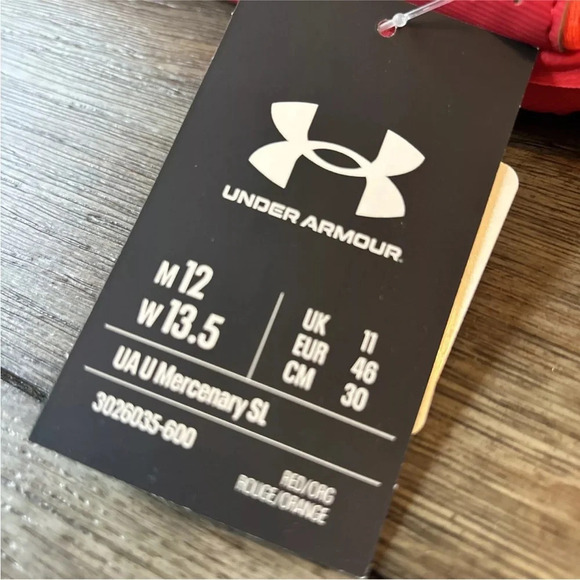 UNDER ARMOUR
M 12
W 13.5
UK 11
EUR 46
CM 30
UA U Mercenary SL
3026035-600
RED/ORG
ROUGE/ORANGE